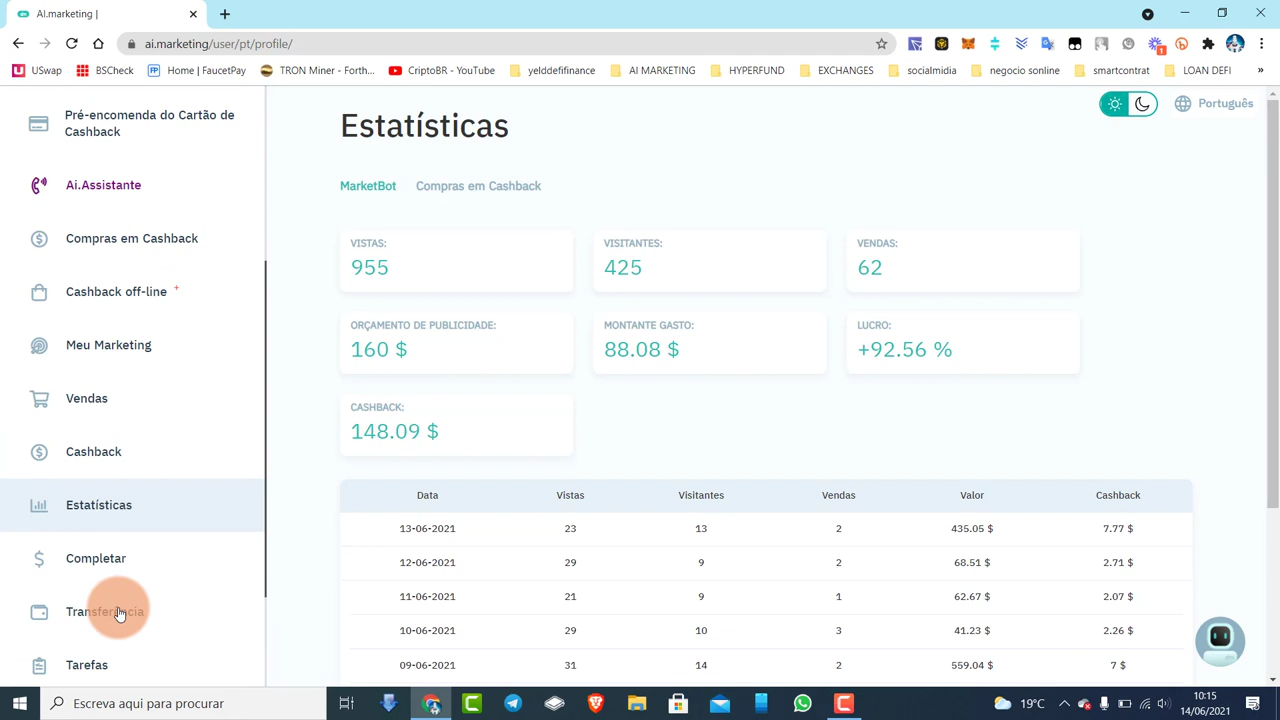 Ai.marketing |
ai.marketing/user/pt/profile/
USwap
BSCheck
Home | FaucetPay
TRON Miner - Forth...
CriptoBR - YouTube
yelddefifinance
AI MARKETING
HYPERFUND
EXCHANGES
socialmidia
negocio sonline
smartcontrat
LOAN DEFI
»
Pré-encomenda do Cartão de
Cashback
Ai.Assistante
Compras em Cashback
Cashback off-line *
Meu Marketing
Vendas
Cashback
Estatísticas
Completar
Transferência
Tarefas
Português
Estatísticas
MarketBot Compras em Cashback
VISTAS:
955
VISITANTES:
425
VENDAS:
62
ORÇAMENTO DE PUBLICIDADE:
160 $
MONTANTE GASTO:
88.08 $
LUCRO:
+92.56 %
CASHBACK:
148.09 $
Data Vistas Visitantes Vendas Valor Cashback
13-06-2021 23 13 2 435.05 $ 7.77 $
12-06-2021 29 9 2 68.51 $ 2.71 $
11-06-2021 21 9 1 62.67 $ 2.07 $
10-06-2021 29 10 3 41.23 $ 2.26 $
09-06-2021 31 14 2 559.04 $ 7 $
Escreva aqui para procurar
19°C
10:15
14/06/2021